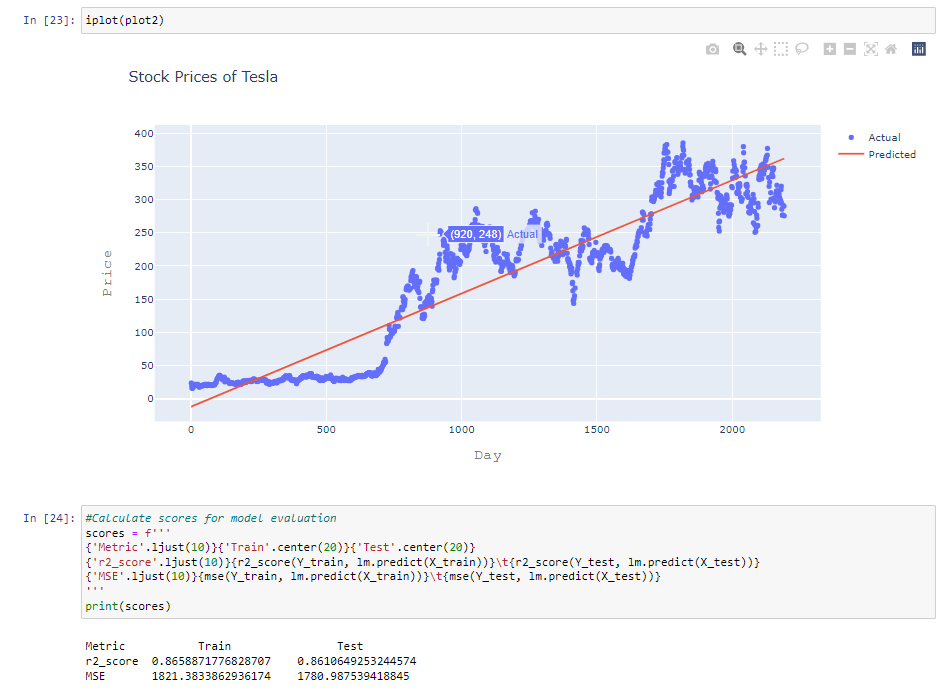 In [23]: iplot(plot2)
Stock Prices of Tesla
400
350
300
250
200
150
100
50
0
Price
(920, 248) Actual
Actual
Predicted
0 500 1000 1500 2000
Day
In [24]: #Calculate scores for model evaluation
scores = f'''
{'Metric'.ljust(10)}{'Train'.center(20)}{'Test'.center(20)}
{'r2_score'.ljust(10)}{r2_score(Y_train, lm.predict(X_train))}\t{r2_score(Y_test, lm.predict(X_test))}
{'MSE'.ljust(10)}{mse(Y_train, lm.predict(X_train))}\t{mse(Y_test, lm.predict(X_test))}
'''
print(scores)
Metric Train Test
r2_score 0.8658871776828707 0.8610649253244574
MSE 1821.3833862936174 1780.987539418845